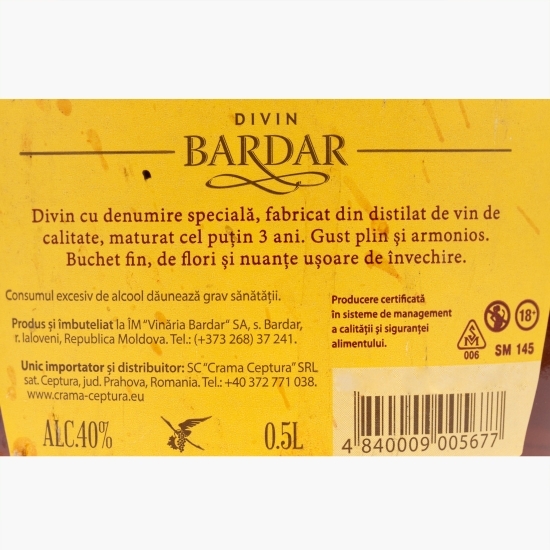 DIVIN
BARDAR
Divin cu denumire specială, fabricat din distilat de vin de
calitate, maturat cel puțin 3 ani. Gust plin și armonios.
Buchet fin, de flori și nuanțe ușoare de învechire.
Consumul excesiv de alcool dăunează grav sănătății.
Produs și îmbuteliat la ÎM "Vinăria Bardar" SA, s. Bardar,
r. Ialoveni, Republica Moldova. Tel.: (+373 268) 37 241.
Unic importator și distribuitor: SC "Crama Ceptura" SRL
sat. Ceptura, jud. Prahova, Romania. Tel.: +40 372 771 038.
www.crama-ceptura.eu
ALC.40%
0.5L
Producere certificată
în sisteme de management
a calității și siguranței
alimentului.
006
18+
SM 145
4 840009 005677